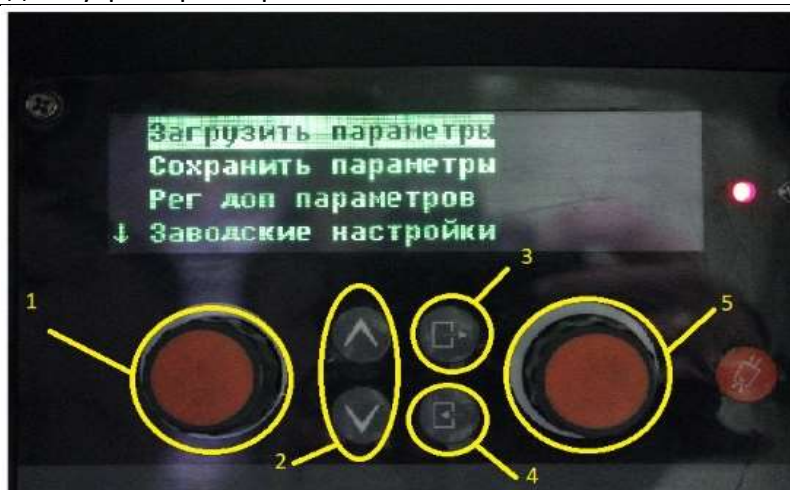 Загрузить параметры
Сохранить параметры
Рег доп параметров
↓ Заводские настройки
3
1
5
2
4